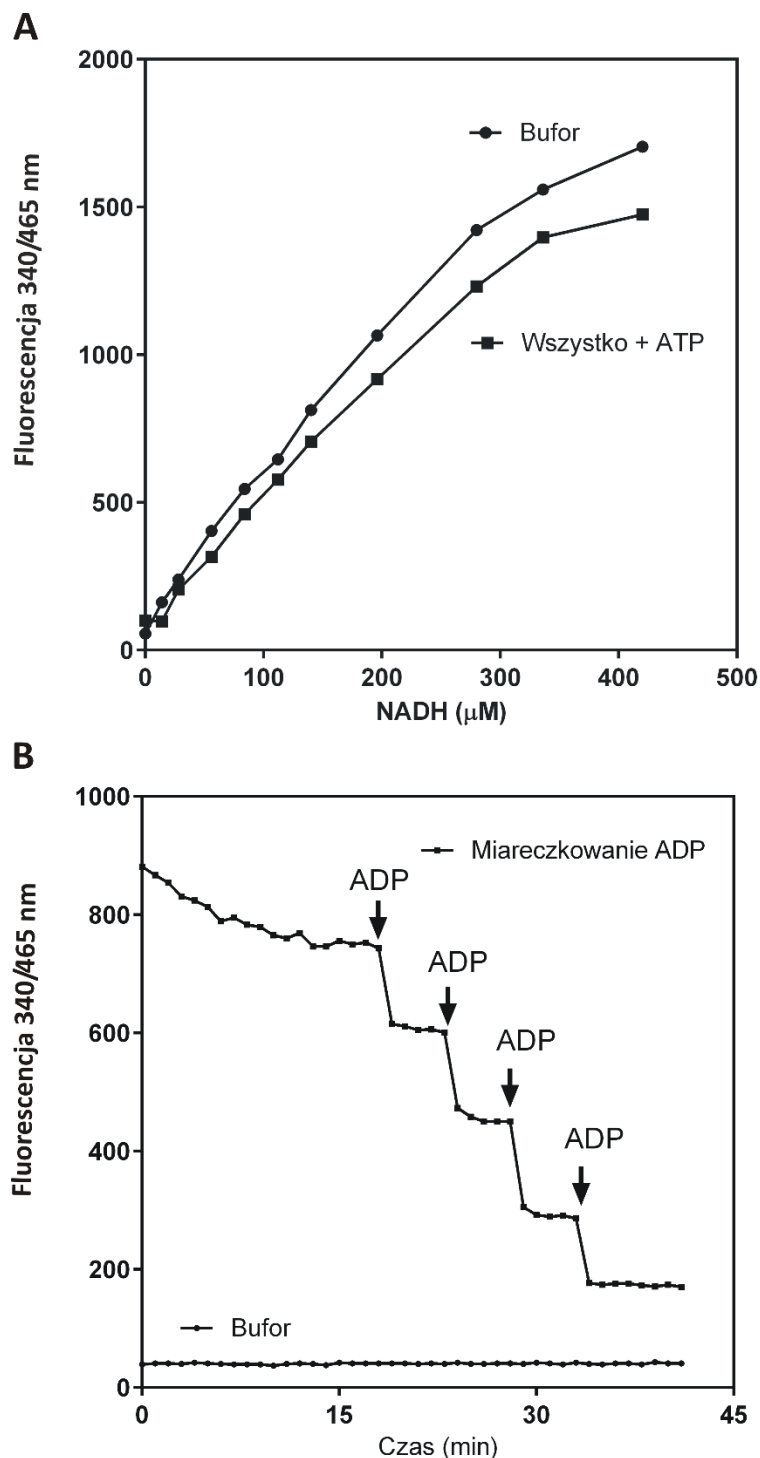 A
2000
1500
1000
500
0
Fluorescencja 340/465 nm
Bufor
Wszystko + ATP
0 100 200 300 400 500
NADH (µM)
B
1000
800
600
400
200
0
Fluorescencja 340/465 nm
Miareczkowanie ADP
ADP
ADP
ADP
ADP
Bufor
0 15 30 45
Czas (min)